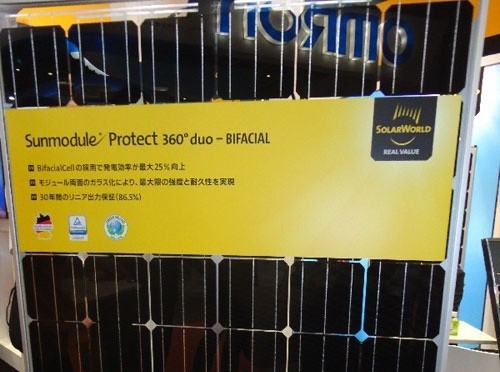 OMRON
Sunmodule Protect 360° duo – BIFACIAL
SOLARWORLD
REAL VALUE
BifacialCellの採用で発電効率が最大25%向上
モジュール両面のガラス化により、最大限の強度と耐久性を実現
30年間のリニア出力保証(86.5%)